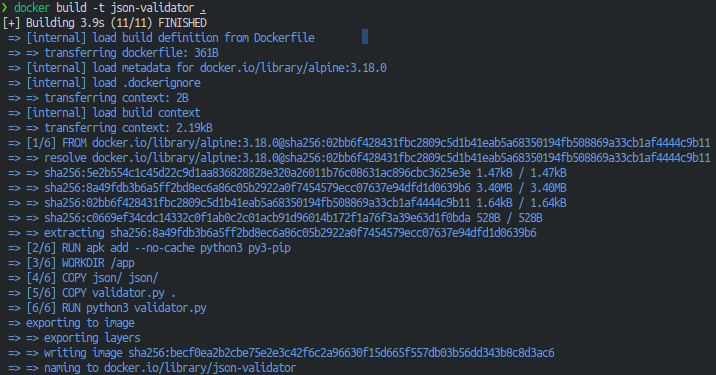 ❯ docker build -t json-validator .
[+] Building 3.9s (11/11) FINISHED
=> [internal] load build definition from Dockerfile
=> => transferring dockerfile: 361B
=> [internal] load metadata for docker.io/library/alpine:3.18.0
=> [internal] load .dockerignore
=> => transferring context: 2B
=> [internal] load build context
=> => transferring context: 2.19kB
=> [1/6] FROM docker.io/library/alpine:3.18.0@sha256:02bb6f428431fbc2809c5d1b41eab5a68350194fb508869a33cb1af4444c9b11
=> => resolve docker.io/library/alpine:3.18.0@sha256:02bb6f428431fbc2809c5d1b41eab5a68350194fb508869a33cb1af4444c9b11
=> => sha256:5e2b554c1c45d22c9d1aa836828828e320a26011b76c08631ac896cbc3625e3e 1.47kB / 1.47kB
=> => sha256:8a49fdb3b6a5ff2bd8ec6a86c05b2922a0f7454579ecc07637e94dfd1d0639b6 3.40MB / 3.40MB
=> => sha256:02bb6f428431fbc2809c5d1b41eab5a68350194fb508869a33cb1af4444c9b11 1.64kB / 1.64kB
=> => sha256:c0669ef34cdc14332c0f1ab0c2c01acb91d96014b172f1a76f3a39e63d1f0bda 528B / 528B
=> => extracting sha256:8a49fdb3b6a5ff2bd8ec6a86c05b2922a0f7454579ecc07637e94dfd1d0639b6
=> [2/6] RUN apk add --no-cache python3 py3-pip
=> [3/6] WORKDIR /app
=> [4/6] COPY json/ json/
=> [5/6] COPY validator.py .
=> [6/6] RUN python3 validator.py
=> exporting to image
=> => exporting layers
=> => writing image sha256:becf0ea2b2cbe75e2e3c42f6c2a96630f15d665f557db03b56dd343b8c8d3ac6
=> => naming to docker.io/library/json-validator